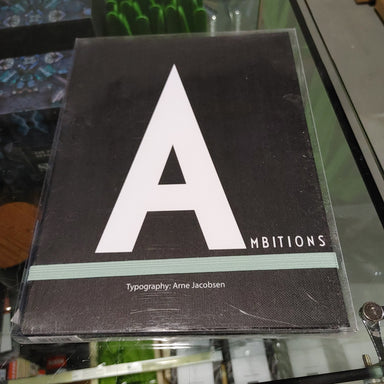 AMBITIONS
Typography: Arne Jacobsen